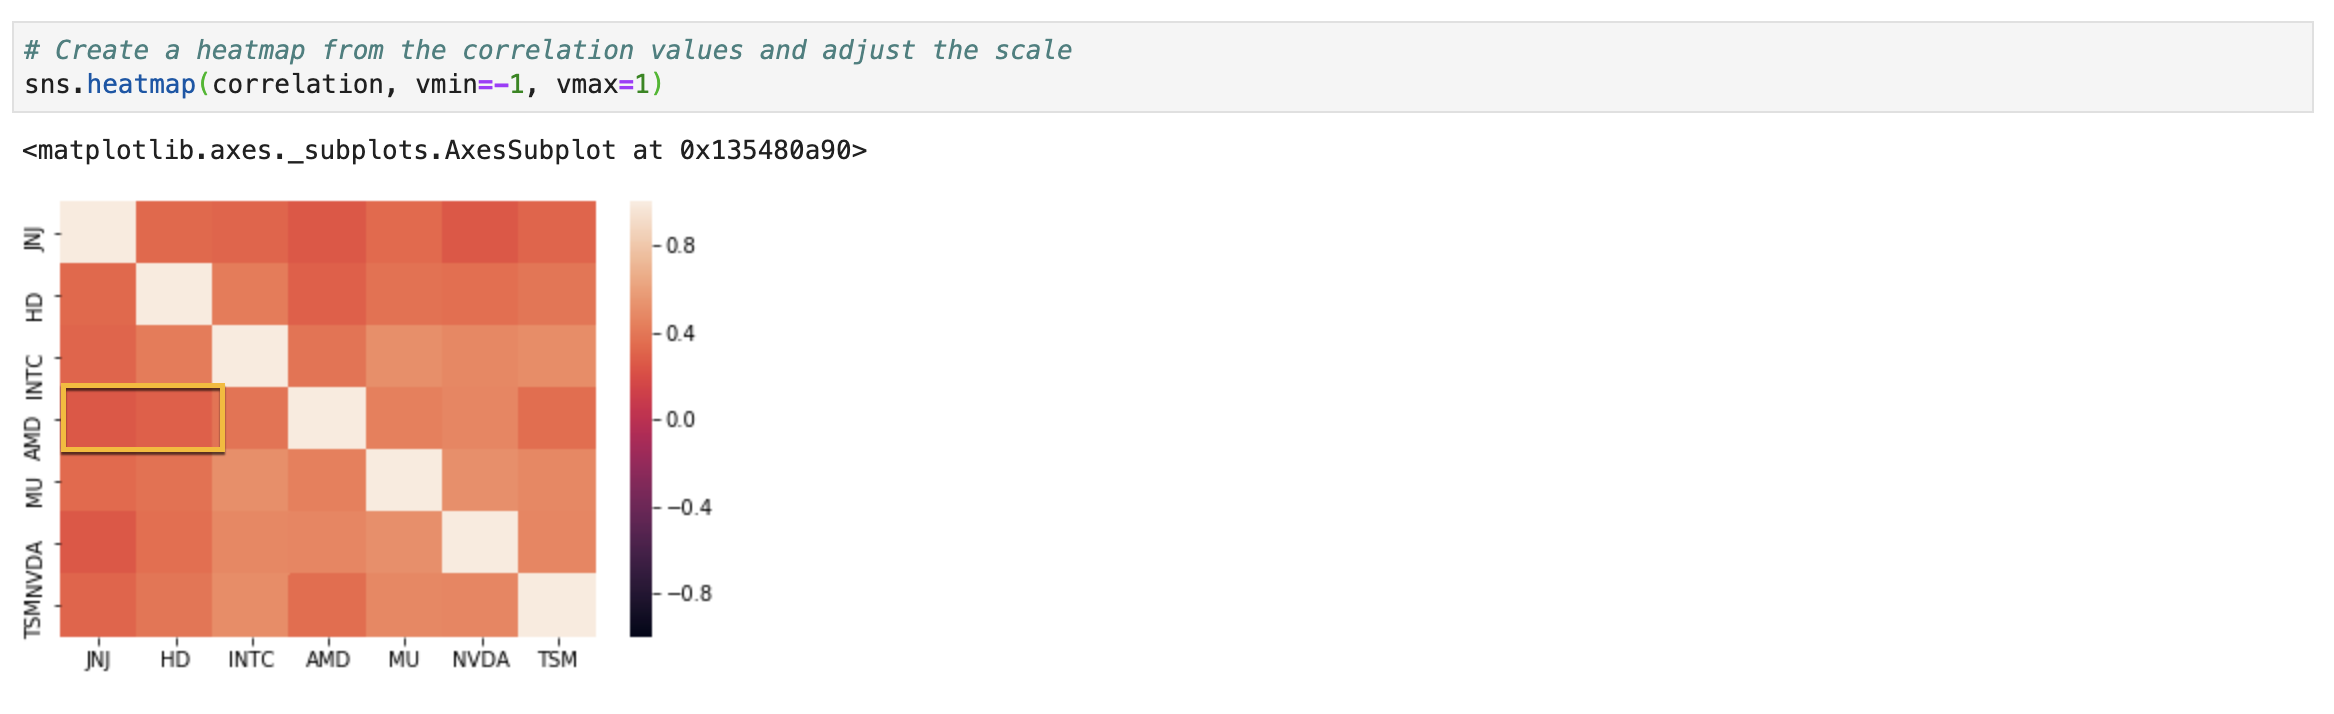 # Create a heatmap from the correlation values and adjust the scale
sns.heatmap(correlation, vmin=-1, vmax=1)
<matplotlib.axes._subplots.AxesSubplot at 0x135480a90>
JNJ
HD
INTC
AMD
MU
NVDA
TSM
0.8
0.4
0.0
−0.4
−0.8
JNJ HD INTC AMD MU NVDA TSM